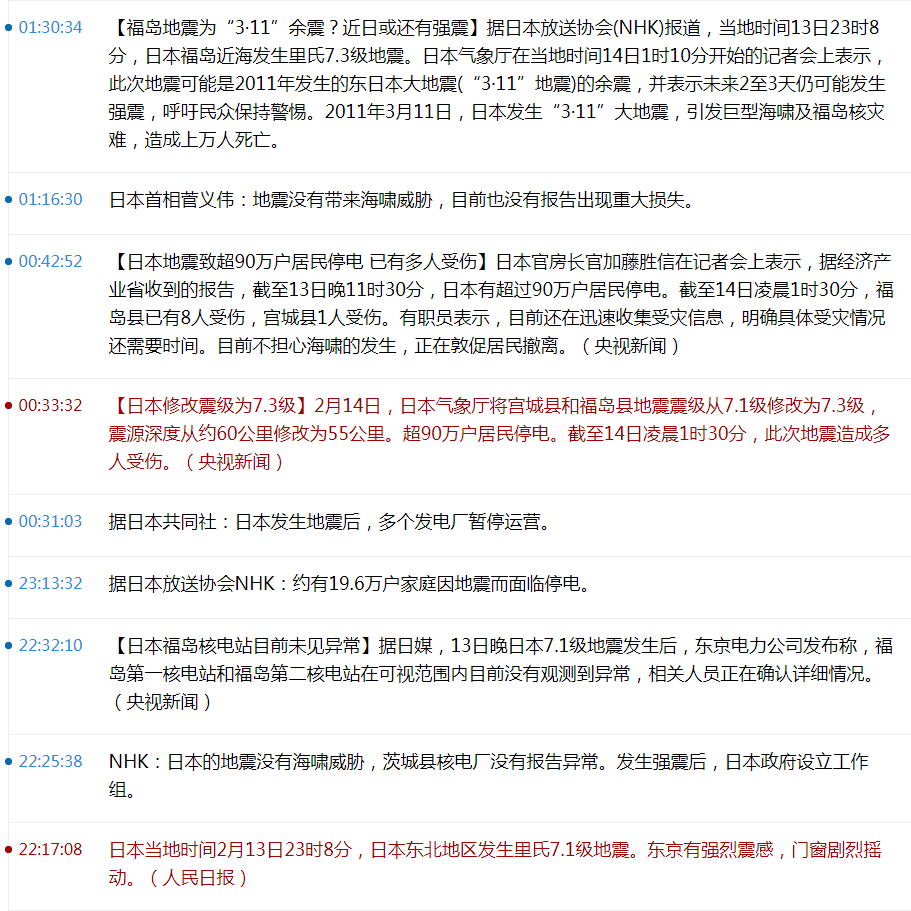 01:30:34 【福岛地震为“3·11”余震？近日或还有强震】据日本放送协会(NHK)报道，当地时间13日23时8
分，日本福岛近海发生里氏7.3级地震。日本气象厅在当地时间14日1时10分开始的记者会上表示，
此次地震可能是2011年发生的东日本大地震(“3·11”地震)的余震，并表示未来2至3天仍可能发生
强震，呼吁民众保持警惕。2011年3月11日，日本发生“3·11”大地震，引发巨型海啸及福岛核灾
难，造成上万人死亡。
01:16:30 日本首相菅义伟：地震没有带来海啸威胁，目前也没有报告出现重大损失。
00:42:52 【日本地震致超90万户居民停电 已有多人受伤】日本官房长官加藤胜信在记者会上表示，据经济产
业省收到的报告，截至13日晚11时30分，日本有超过90万户居民停电。截至14日凌晨1时30分，福
岛县已有8人受伤，宫城县1人受伤。有职员表示，目前还在迅速收集受灾信息，明确具体受灾情况
还需要时间。目前不担心海啸的发生，正在敦促居民撤离。（央视新闻）
00:33:32 【日本修改震级为7.3级】2月14日，日本气象厅将宫城县和福岛县地震震级从7.1级修改为7.3级，
震源深度从约60公里修改为55公里。超90万户居民停电。截至14日凌晨1时30分，此次地震造成多
人受伤。（央视新闻）
00:31:03 据日本共同社：日本发生地震后，多个发电厂暂停运营。
23:13:32 据日本放送协会NHK：约有19.6万户家庭因地震而面临停电。
22:32:10 【日本福岛核电站目前未见异常】据日媒，13日晚日本7.1级地震发生后，东京电力公司发布称，福
岛第一核电站和福岛第二核电站在可视范围内目前没有观测到异常，相关人员正在确认详细情况。
（央视新闻）
22:25:38 NHK：日本的地震没有海啸威胁，茨城县核电厂没有报告异常。发生强震后，日本政府设立工作
组。
22:17:08 日本当地时间2月13日23时8分，日本东北地区发生里氏7.1级地震。东京有强烈震感，门窗剧烈摇
动。（人民日报）